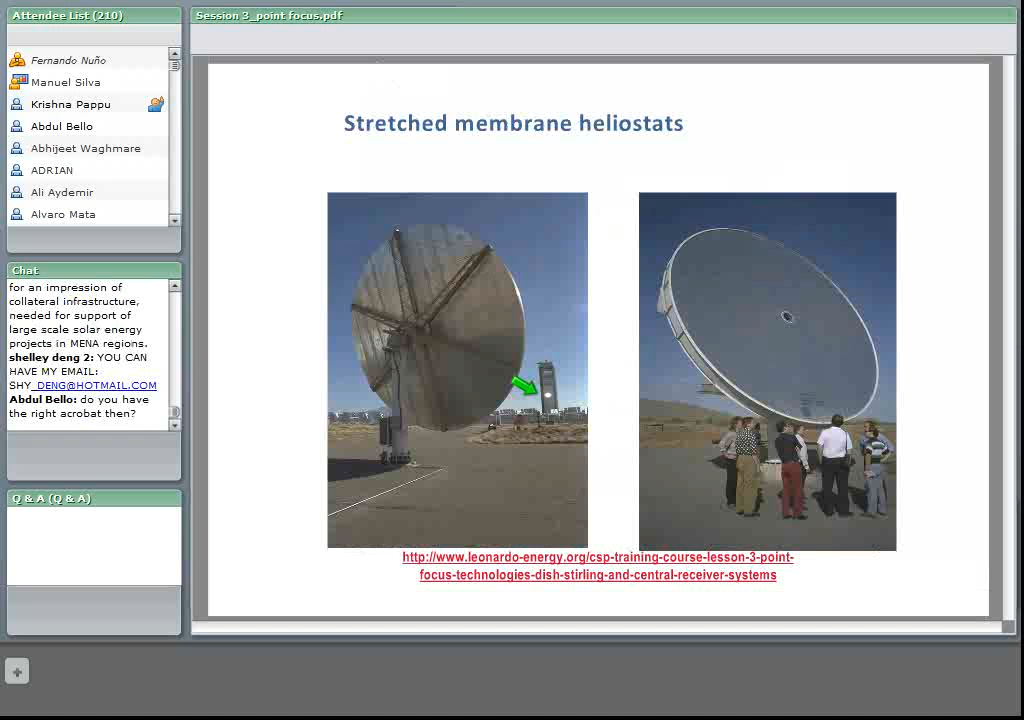 Attendee List (210)
Fernando Nuño
Manuel Silva
Krishna Pappu
Abdul Bello
Abhijeet Waghmare
ADRIAN
Ali Aydemir
Alvaro Mata
Chat
for an impression of
collateral infrastructure,
needed for support of
large scale solar energy
projects in MENA regions.
shelley deng 2: YOU CAN
HAVE MY EMAIL:
SHY_DENG@HOTMAIL.COM
Abdul Bello: do you have
the right acrobat then?
Q & A (Q & A)
Session 3_point focus.pdf
Stretched membrane heliostats
http://www.leonardo-energy.org/csp-training-course-lesson-3-point-
focus-technologies-dish-stirling-and-central-receiver-systems